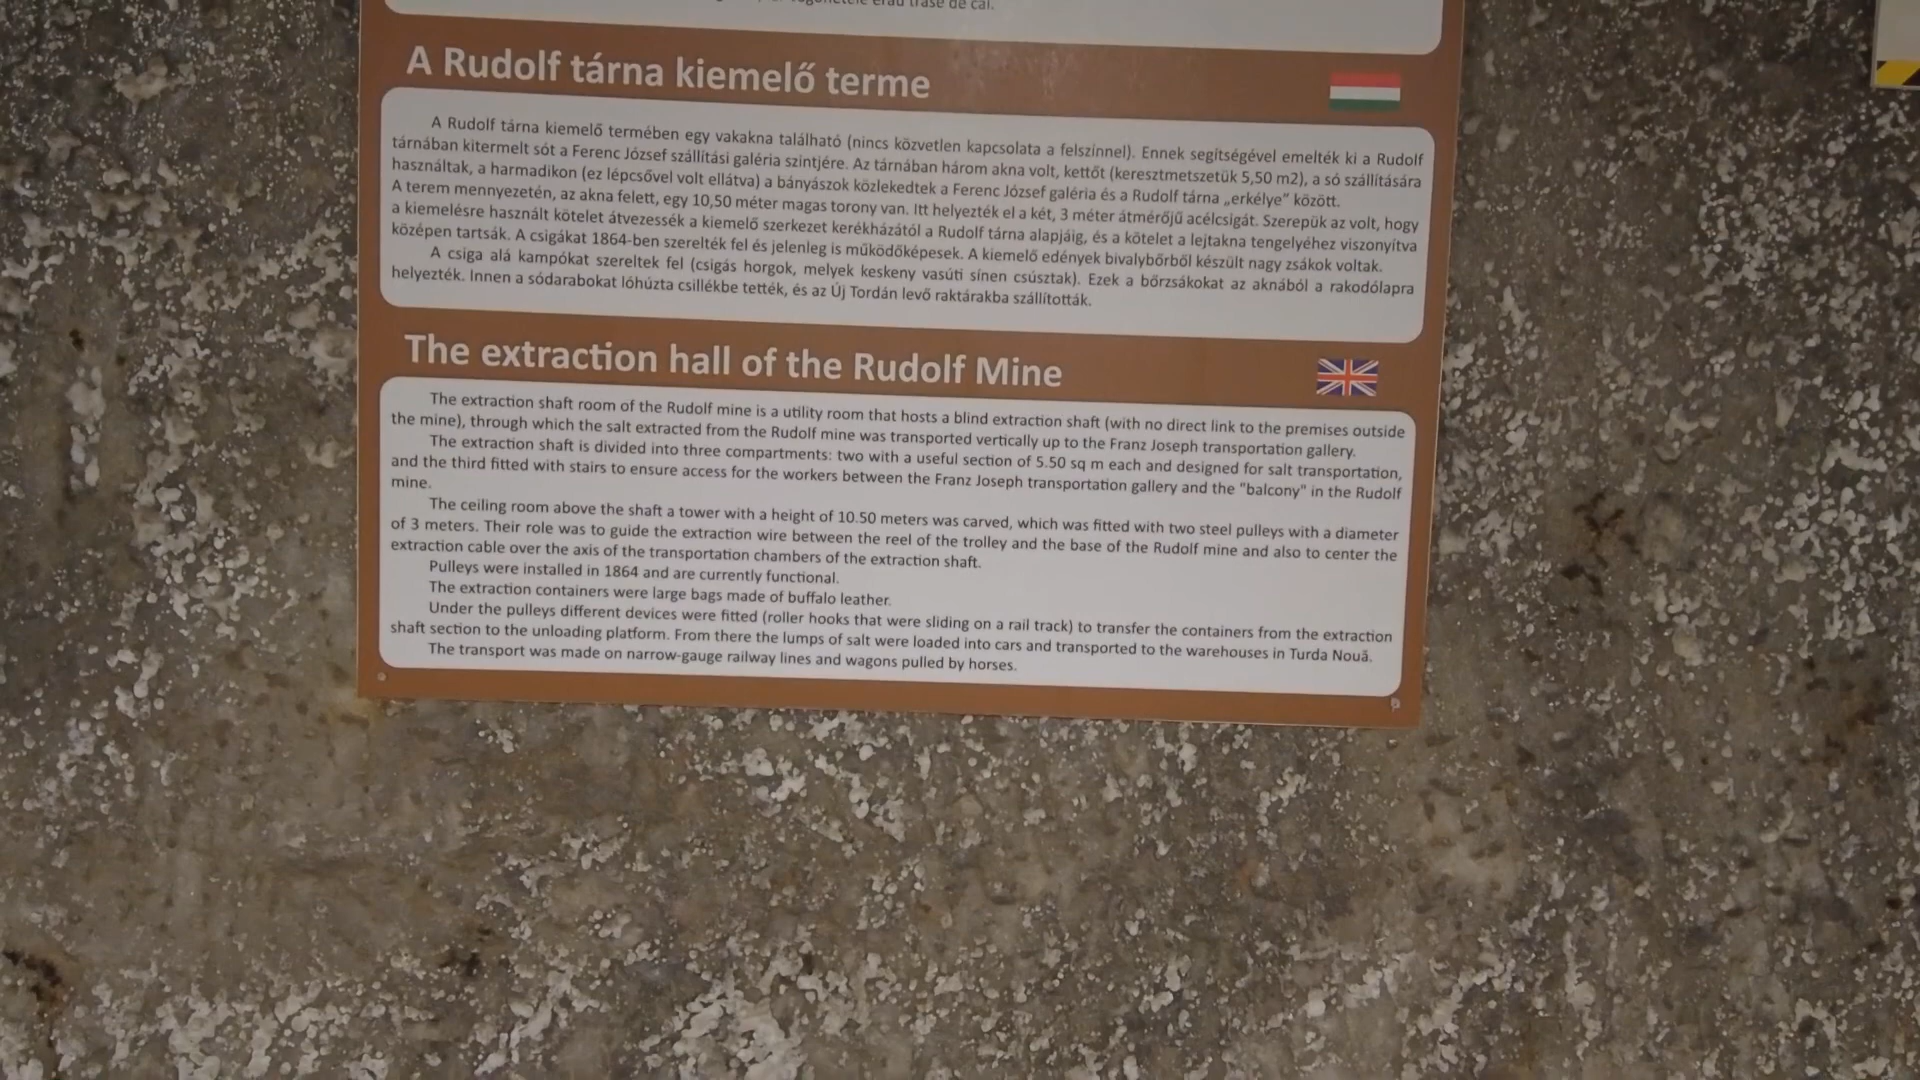 erau trase de cai.
A Rudolf tárna kiemelő terme
A Rudolf tárna kiemelő termében egy vakakna található (nincs közvetlen kapcsolata a felszínnel). Ennek segítségével emelték ki a Rudolf
tárnában kitermelt sót a Ferenc József szállítási galéria szintjére. Az tárnában három akna volt, kettőt (keresztmetszetük 5,50 m2), a só szállítására
használtak, a harmadikon (ez lépcsővel volt ellátva) a bányászok közlekedtek a Ferenc József galéria és a Rudolf tárna „erkélye” között.
A terem mennyezetén, az akna felett, egy 10,50 méter magas torony van. Itt helyezték el a két, 3 méter átmérőjű acélcsigát. Szerepük az volt, hogy
a kiemelésre használt kötelet átvezessék a kiemelő szerkezet kerékházától a Rudolf tárna alapjáig, és a kötelet a lejtakna tengelyéhez viszonyítva
középen tartsák. A csigákat 1864-ben szerelték fel és jelenleg is működőképesek. A kiemelő edények bivalybőrből készült nagy zsákok voltak.
A csiga alá kampókat szereltek fel (csigás horgok, melyek keskeny vasúti sínen csúsztak). Ezek a bőrzsákokat az aknából a rakodólapra
helyezték. Innen a sódarabokat lóhúzta csillékbe tették, és az Új Tordán levő raktárakba szállították.
The extraction hall of the Rudolf Mine
The extraction shaft room of the Rudolf mine is a utility room that hosts a blind extraction shaft (with no direct link to the premises outside
the mine), through which the salt extracted from the Rudolf mine was transported vertically up to the Franz Joseph transportation gallery.
The extraction shaft is divided into three compartments: two with a useful section of 5.50 sq m each and designed for salt transportation,
and the third fitted with stairs to ensure access for the workers between the Franz Joseph transportation gallery and the "balcony" in the Rudolf
mine.
The ceiling room above the shaft a tower with a height of 10.50 meters was carved, which was fitted with two steel pulleys with a diameter
of 3 meters. Their role was to guide the extraction wire between the reel of the trolley and the base of the Rudolf mine and also to center the
extraction cable over the axis of the transportation chambers of the extraction shaft.
Pulleys were installed in 1864 and are currently functional.
The extraction containers were large bags made of buffalo leather.
Under the pulleys different devices were fitted (roller hooks that were sliding on a rail track) to transfer the containers from the extraction
shaft section to the unloading platform. From there the lumps of salt were loaded into cars and transported to the warehouses in Turda Nouă.
The transport was made on narrow-gauge railway lines and wagons pulled by horses.